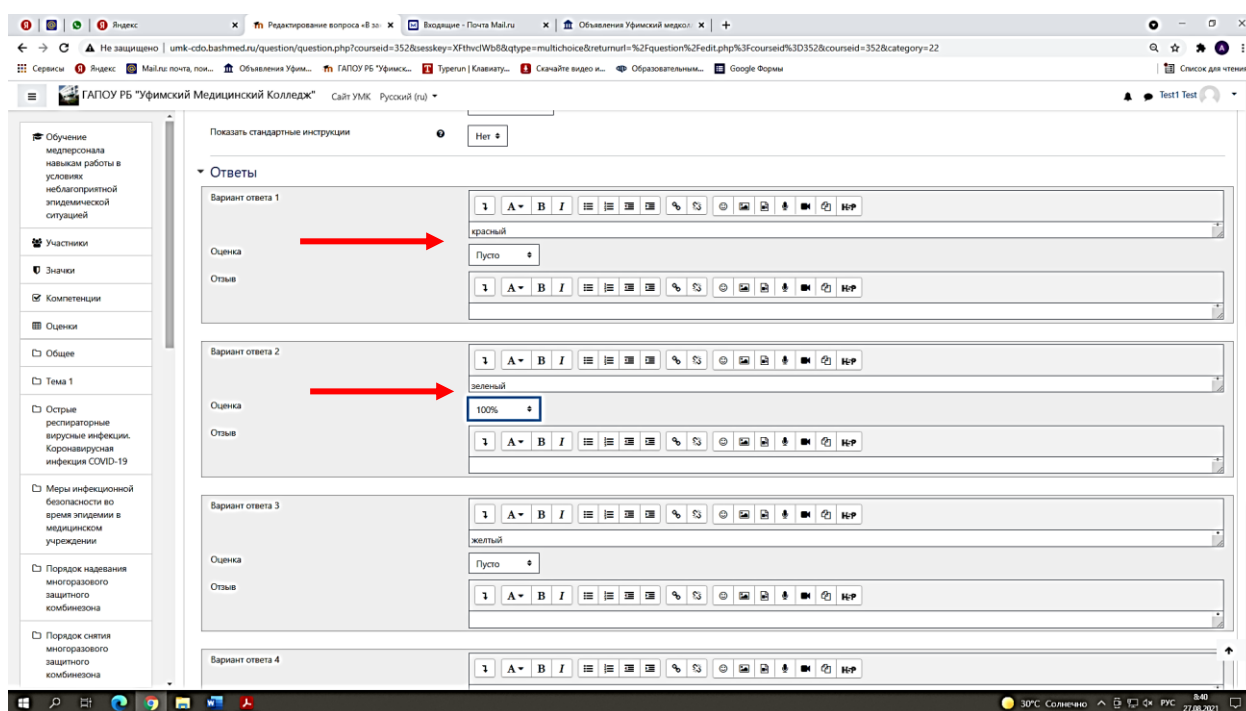 Яндекс
Редактирование вопроса «В за
Входящие - Почта Mail.ru
Объявления Уфимский медкол
Не защищено | umk-cdo.bashmed.ru/question/question.php?courseid=352&sesskey=XFthvcIWb8&qtype=multichoice&returnurl=%2Fquestion%2Fedit.php%3Fcourseid%3D352&courseid=352&category=22
Сервисы Яндекс Mail.ru: почта, пои... Объявления Уфим... ГАПОУ РБ "Уфимск... Typerun | Клавиату... Скачайте видео и... Образовательным... Google Формы Список для чтения
ГАПОУ РБ "Уфимский Медицинский Колледж" Сайт УМК Русский (ru) Test1 Test
Обучение
медперсонала
навыкам работы в
условиях
неблагоприятной
эпидемической
ситуацией
Участники
Значки
Компетенции
Оценки
Общее
Тема 1
Острые
респираторные
вирусные инфекции.
Коронавирусная
инфекция COVID-19
Меры инфекционной
безопасности во
время эпидемии в
медицинском
учреждении
Порядок надевания
многоразового
защитного
комбинезона
Порядок снятия
многоразового
защитного
комбинезона
Показать стандартные инструкции Нет
Ответы
Вариант ответа 1
A B I H-P
красный
Оценка Пусто
Отзыв
A B I H-P
Вариант ответа 2
A B I H-P
зеленый
Оценка 100%
Отзыв
A B I H-P
Вариант ответа 3
A B I H-P
желтый
Оценка Пусто
Отзыв
A B I H-P
Вариант ответа 4
A B I H-P
30°C Солнечно РУС
8:40
27.08.2021